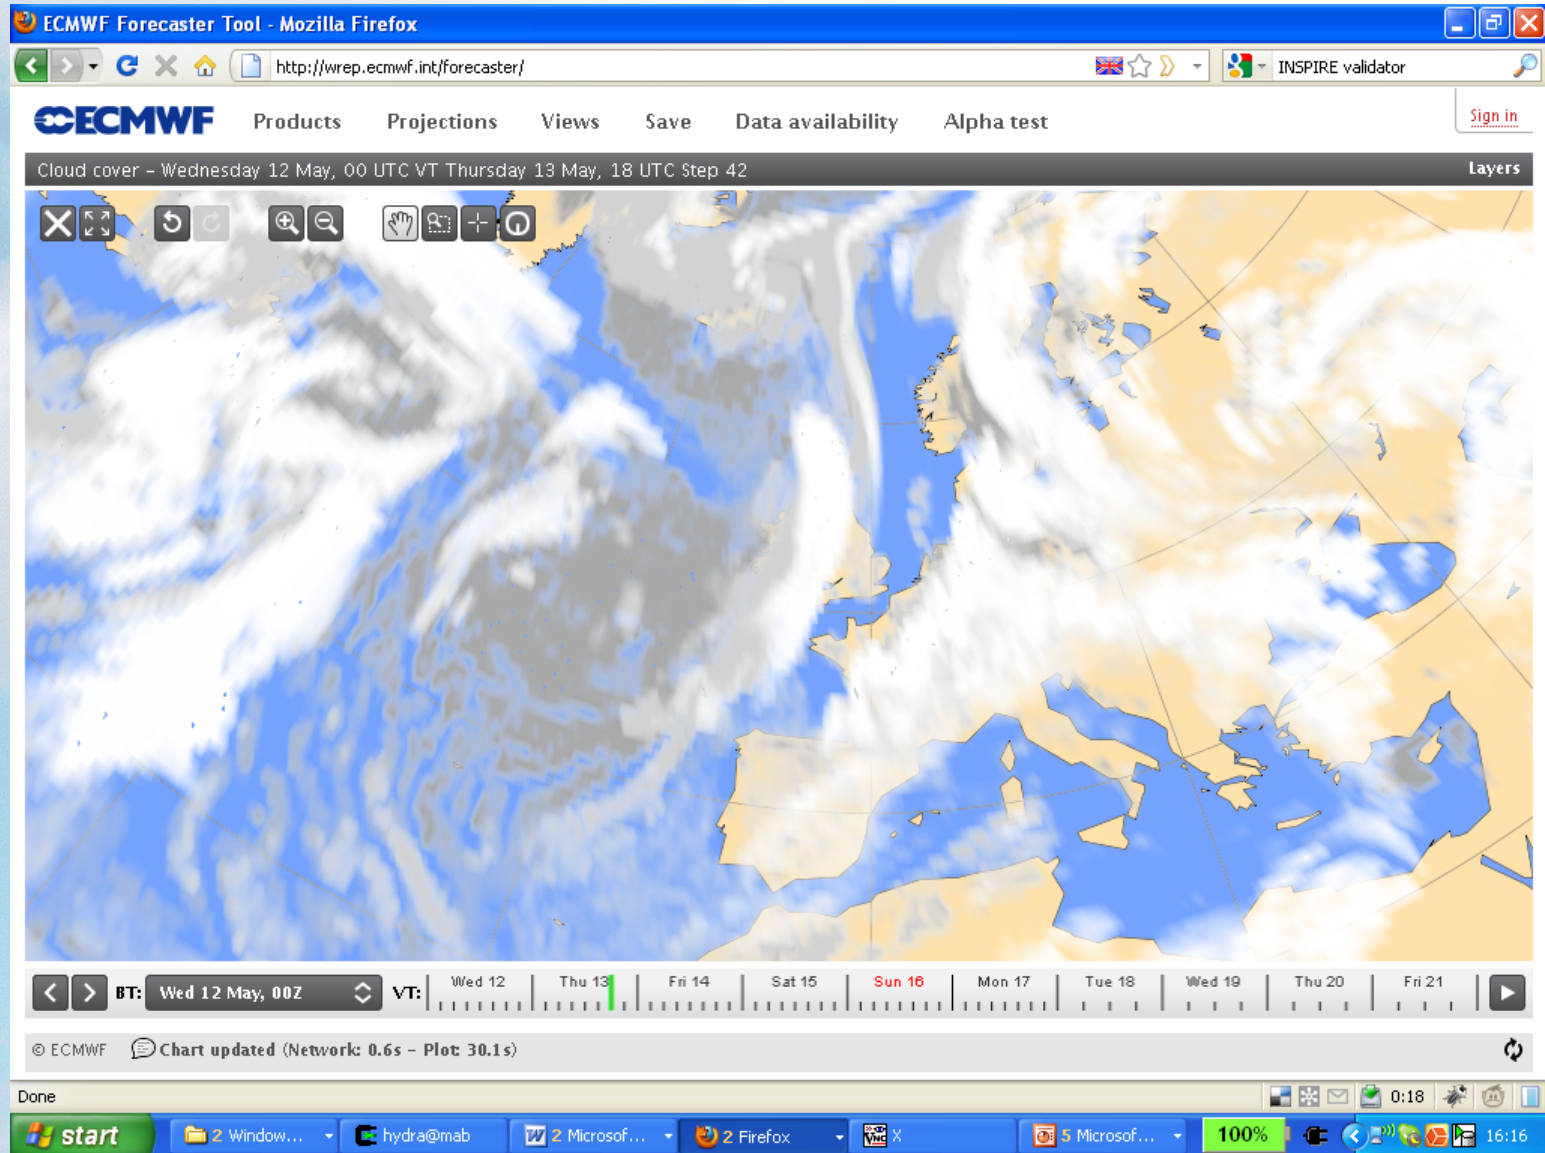 ECMWF Forecaster Tool - Mozilla Firefox
http://wrep.ecmwf.int/forecaster/
INSPIRE validator
ECMWF Products Projections Views Save Data availability Alpha test Sign in
Cloud cover – Wednesday 12 May, 00 UTC VT Thursday 13 May, 18 UTC Step 42 Layers
BT: Wed 12 May, 00Z VT: Wed 12 Thu 13 Fri 14 Sat 15 Sun 16 Mon 17 Tue 18 Wed 19 Thu 20 Fri 21
© ECMWF Chart updated (Network: 0.6s – Plot: 30.1s)
Done 0:18
start 2 Window... hydra@mab 2 Microsof... 2 Firefox VNC X 5 Microsof... 100% 16:16